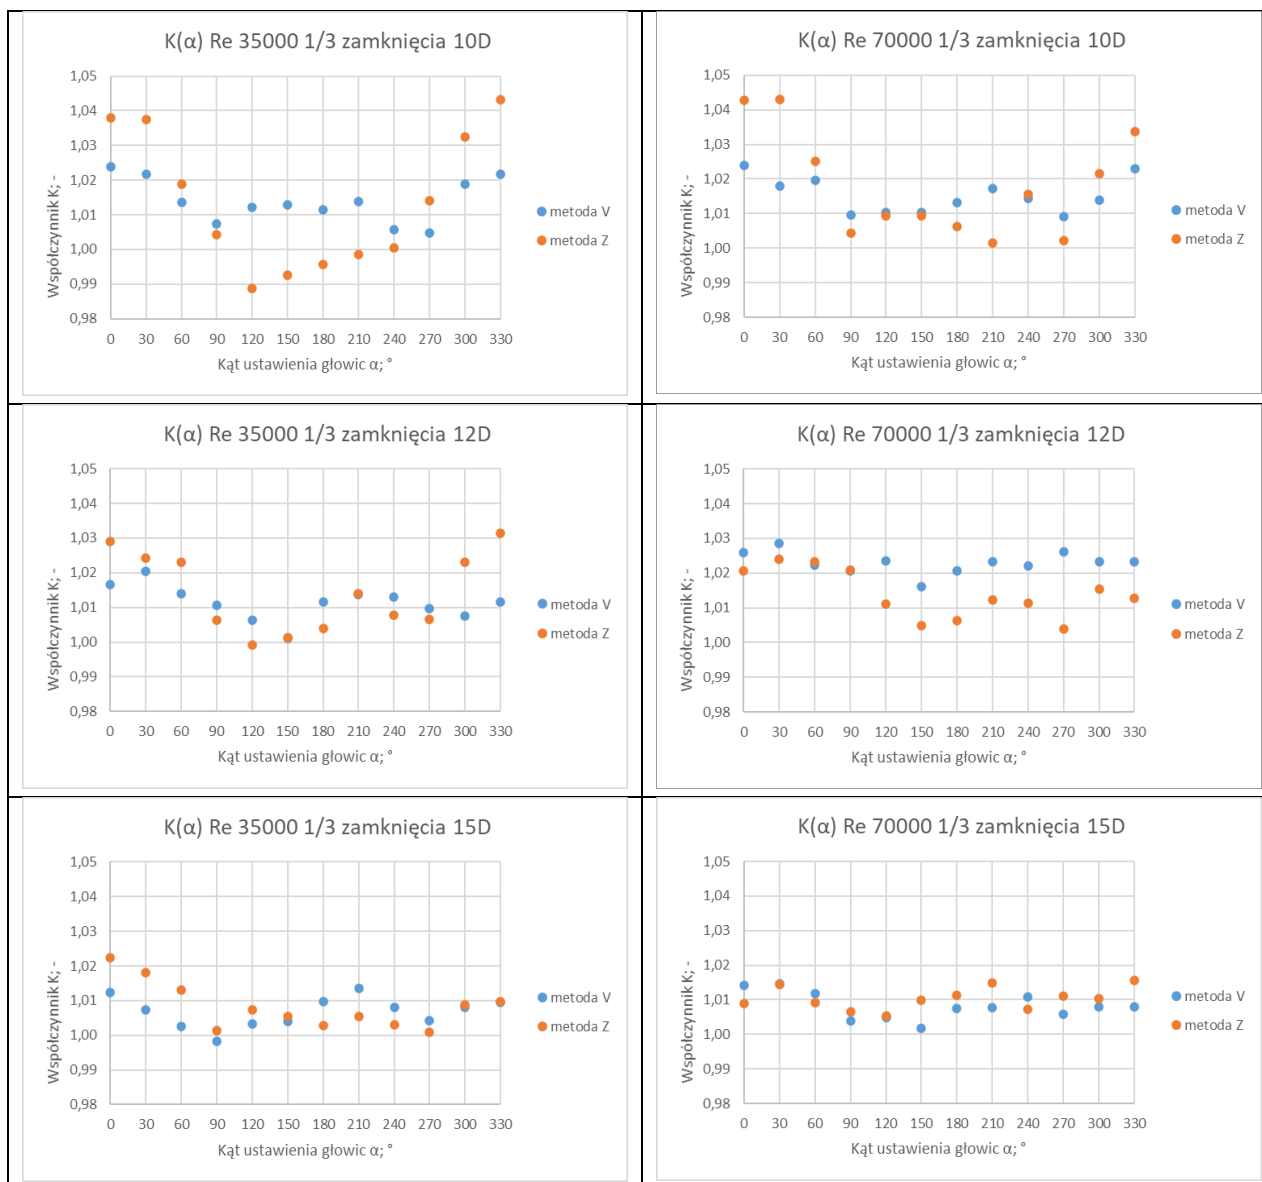 K(α) Re 35000 1/3 zamknięcia 10D
1,05
1,04
1,03
1,02
1,01
1,00
0,99
0,98
Współczynnik K; -
0 30 60 90 120 150 180 210 240 270 300 330
Kąt ustawienia głowic α; °
metoda V
metoda Z
K(α) Re 70000 1/3 zamknięcia 10D
1,05
1,04
1,03
1,02
1,01
1,00
0,99
0,98
Współczynnik K; -
0 30 60 90 120 150 180 210 240 270 300 330
Kąt ustawienia głowic α; °
metoda V
metoda Z
K(α) Re 35000 1/3 zamknięcia 12D
1,05
1,04
1,03
1,02
1,01
1,00
0,99
0,98
Współczynnik K; -
0 30 60 90 120 150 180 210 240 270 300 330
Kąt ustawienia głowic α; °
metoda V
metoda Z
K(α) Re 70000 1/3 zamknięcia 12D
1,05
1,04
1,03
1,02
1,01
1,00
0,99
0,98
Współczynnik K; -
0 30 60 90 120 150 180 210 240 270 300 330
Kąt ustawienia głowic α; °
metoda V
metoda Z
K(α) Re 35000 1/3 zamknięcia 15D
1,05
1,04
1,03
1,02
1,01
1,00
0,99
0,98
Współczynnik K; -
0 30 60 90 120 150 180 210 240 270 300 330
Kąt ustawienia głowic α; °
metoda V
metoda Z
K(α) Re 70000 1/3 zamknięcia 15D
1,05
1,04
1,03
1,02
1,01
1,00
0,99
0,98
Współczynnik K; -
0 30 60 90 120 150 180 210 240 270 300 330
Kąt ustawienia głowic α; °
metoda V
metoda Z